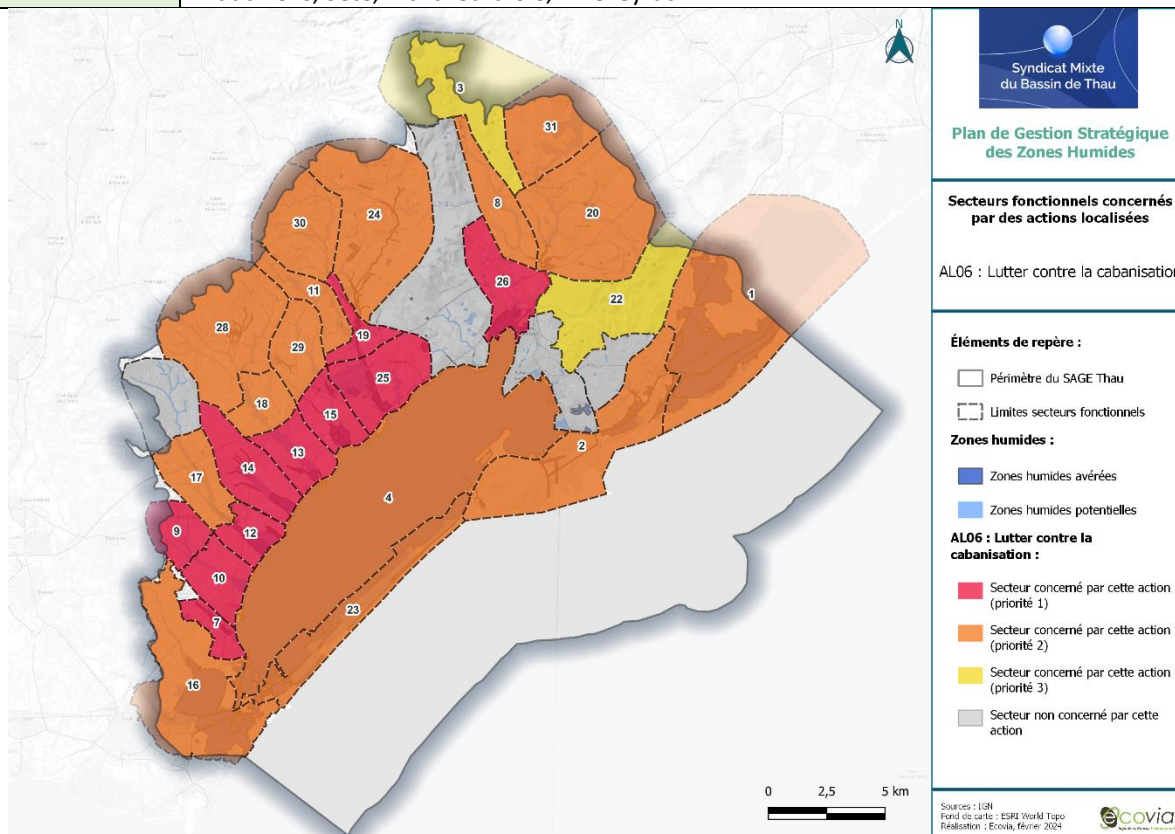 Syndicat Mixte
du Bassin de Thau
Plan de Gestion Stratégique
des Zones Humides
Secteurs fonctionnels concernés
par des actions localisées
AL06 : Lutter contre la cabanisation
Éléments de repère :
Périmètre du SAGE Thau
Limites secteurs fonctionnels
Zones humides :
Zones humides avérées
Zones humides potentielles
AL06 : Lutter contre la
cabanisation :
Secteur concerné par cette action
(priorité 1)
Secteur concerné par cette action
(priorité 2)
Secteur concerné par cette action
(priorité 3)
Secteur non concerné par cette
action
Sources : IGN
Fond de carte : ESRI World Topo
Réalisation : Ecovia, février 2024
ecovia
N
3
31
8
24
30
20
26
11
22
1
28
19
29
25
18
15
2
13
14
17
4
9
12
10
23
7
16
0 2,5 5 km